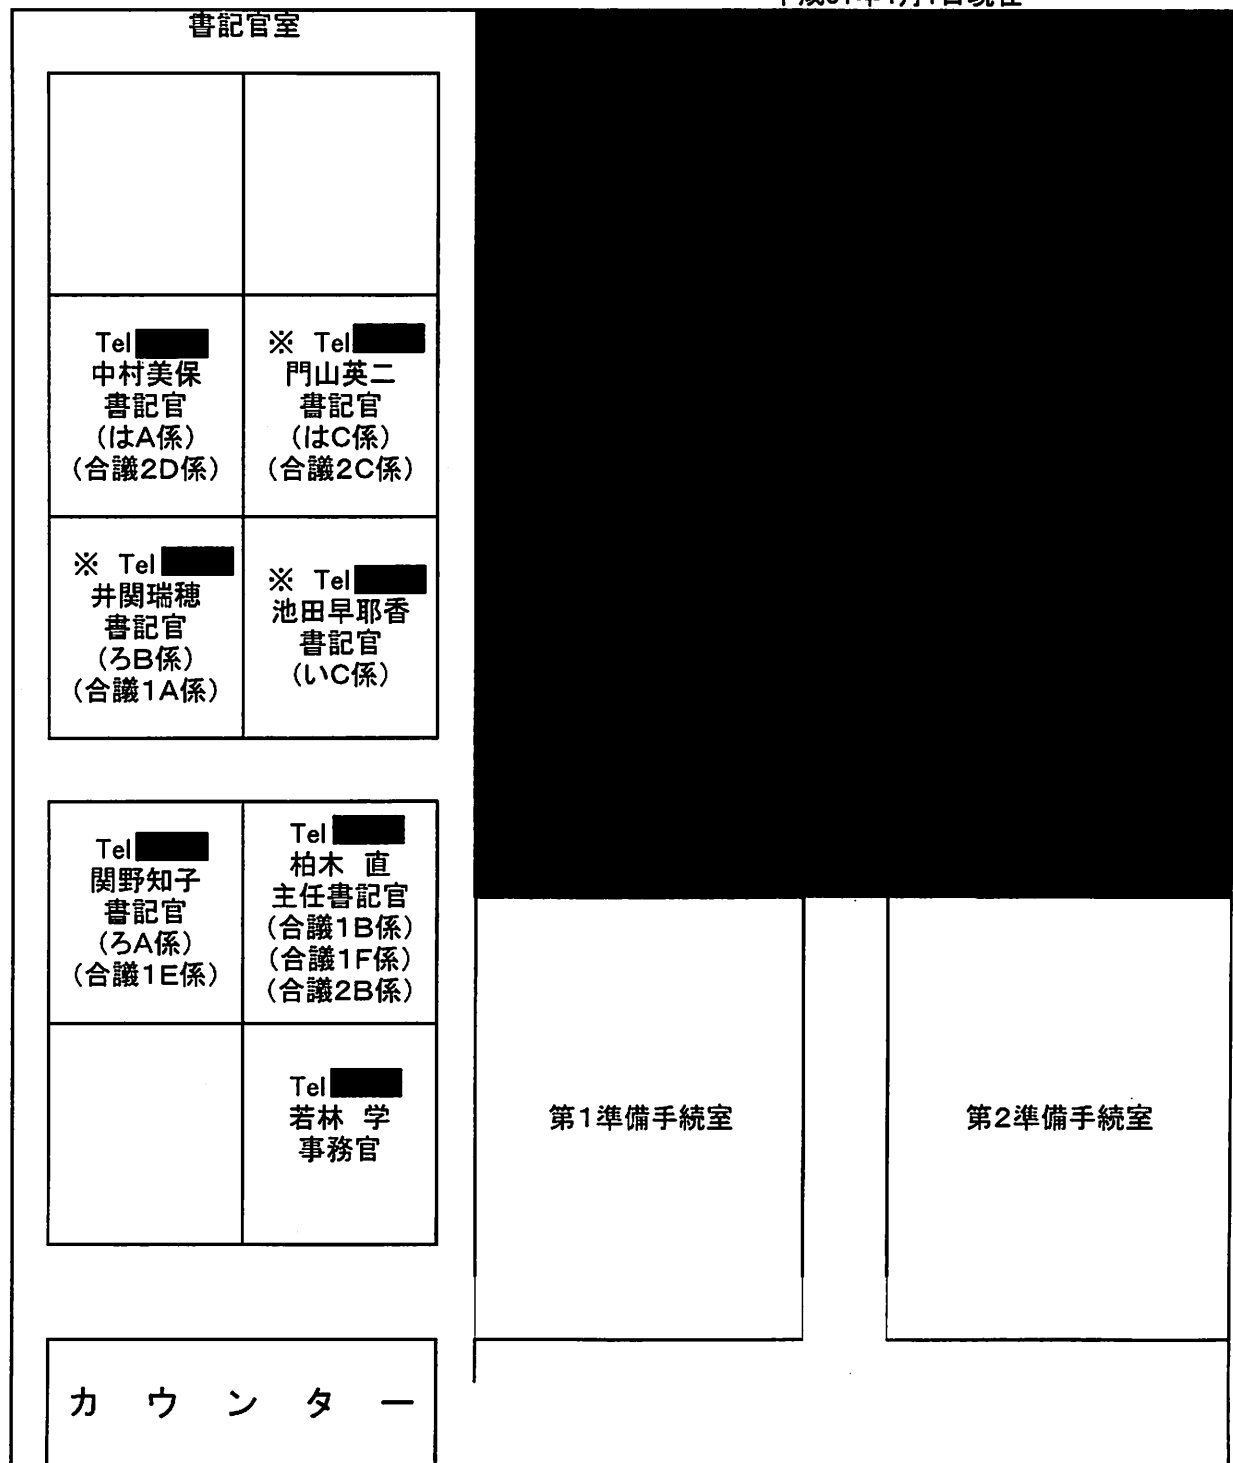 書記官室
Tel
中村美保
書記官
(はA係)
(合議2D係)
※ Tel
門山英二
書記官
(はC係)
(合議2C係)
※ Tel
井関瑞穂
書記官
(ろB係)
(合議1A係)
※ Tel
池田早耶香
書記官
(いC係)
Tel
関野知子
書記官
(ろA係)
(合議1E係)
Tel
柏木 直
主任書記官
(合議1B係)
(合議1F係)
(合議2B係)
Tel
若林 学
事務官
第1準備手続室
第2準備手続室
カ ウ ン タ ー